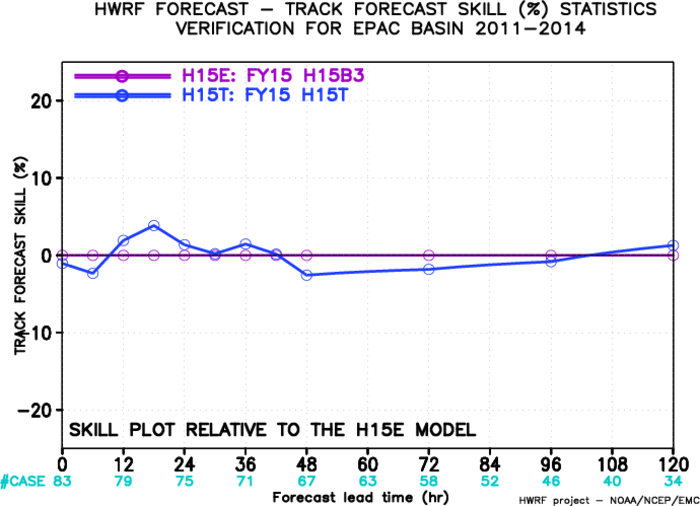 HWRF FORECAST – TRACK FORECAST SKILL (%) STATISTICS
VERIFICATION FOR EPAC BASIN 2011–2014
H15E: FY15 H15B3
H15T: FY15 H15T
TRACK FORECAST SKILL (%)
20
10
0
–10
–20
SKILL PLOT RELATIVE TO THE H15E MODEL
0 12 24 36 48 60 72 84 96 108 120
#CASE 83 79 75 71 67 63 58 52 46 40 34
Forecast lead time (hr)
HWRF project – NOAA/NCEP/EMC